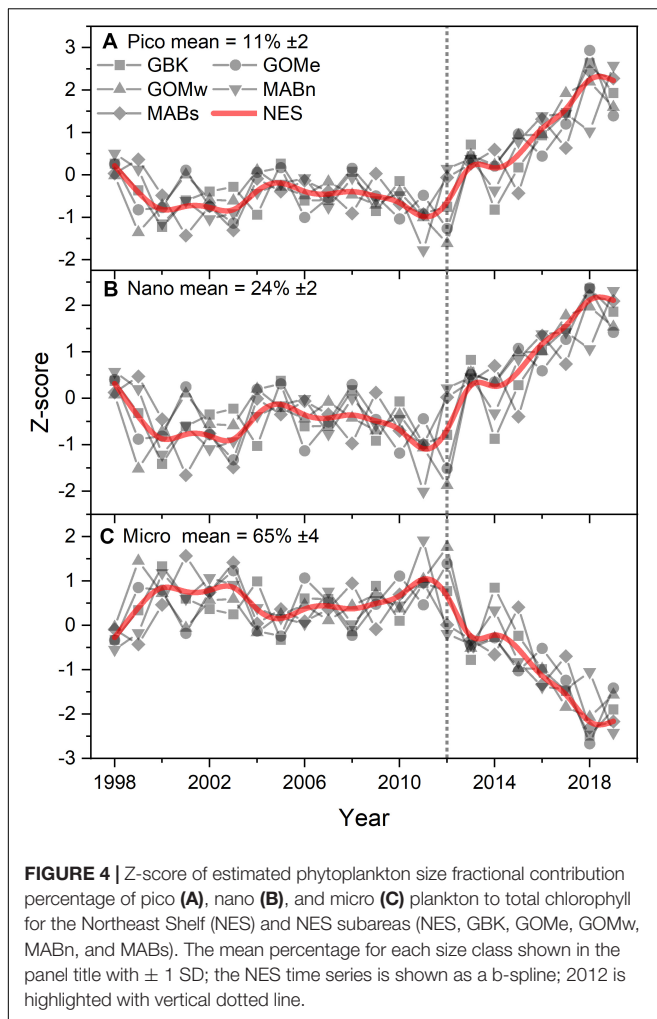 A Pico mean = 11% ±2
GBK GOMe
GOMw MABn
MABs NES
3
2
1
0
-1
-2
B Nano mean = 24% ±2
2
1
0
-1
-2
Z-score
C Micro mean = 65% ±4
2
1
0
-1
-2
-3
1998 2002 2006 2010 2014 2018
Year
FIGURE 4 | Z-score of estimated phytoplankton size fractional contribution
percentage of pico (A), nano (B), and micro (C) plankton to total chlorophyll
for the Northeast Shelf (NES) and NES subareas (NES, GBK, GOMe, GOMw,
MABn, and MABs). The mean percentage for each size class shown in the
panel title with ± 1 SD; the NES time series is shown as a b-spline; 2012 is
highlighted with vertical dotted line.